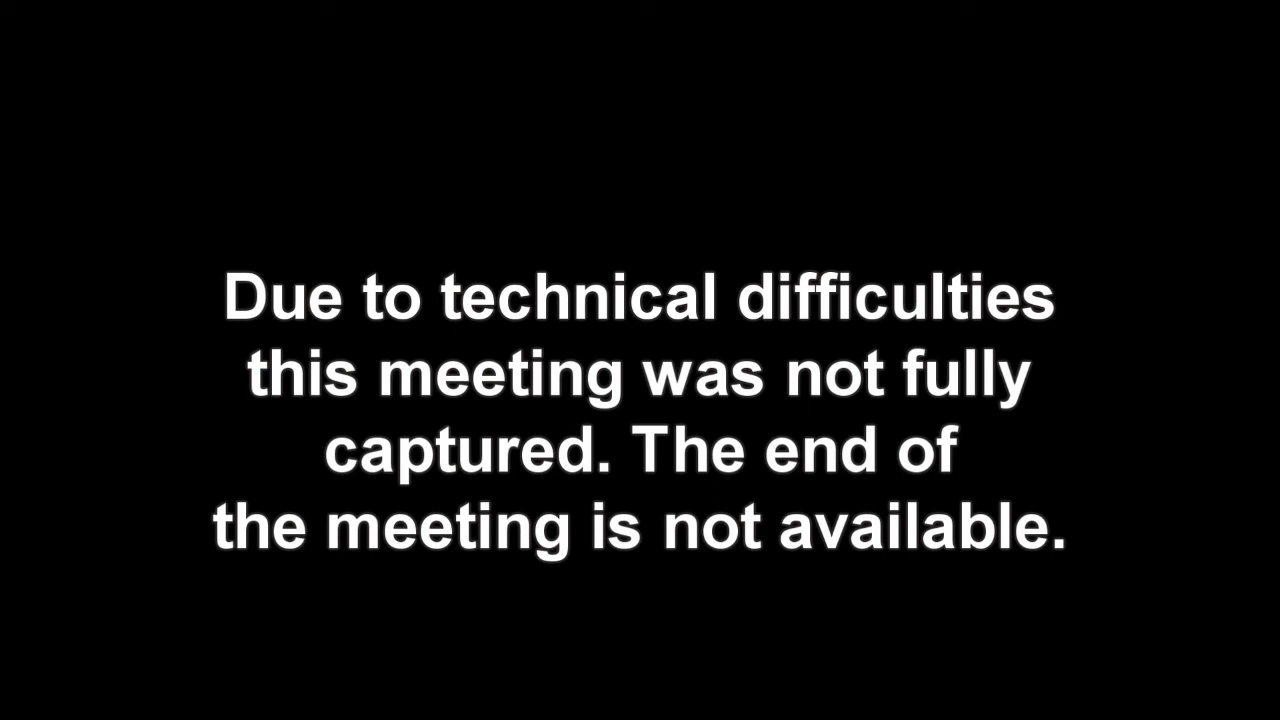 Due to technical difficulties
this meeting was not fully
captured. The end of
the meeting is not available.